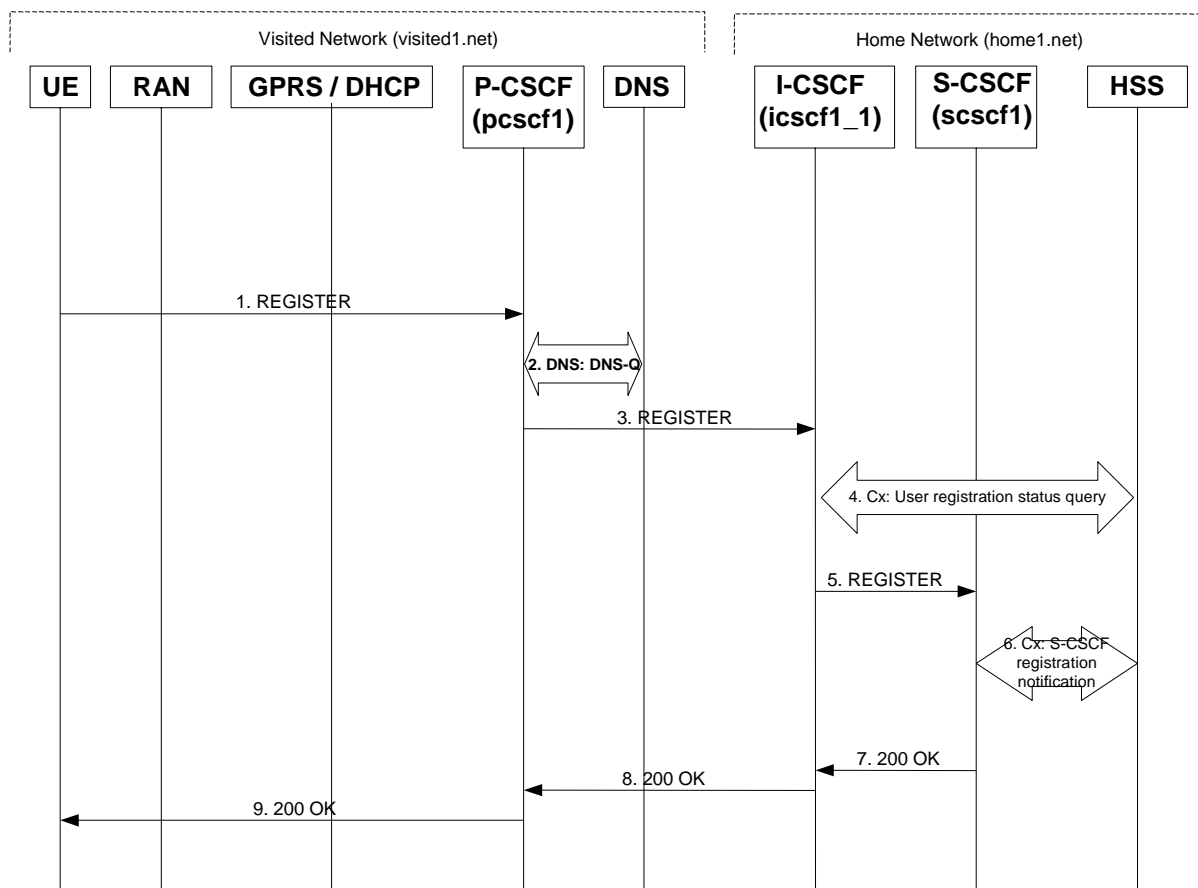 Visited Network (visited1.net)
Home Network (home1.net)
UE
RAN
GPRS / DHCP
P-CSCF
(pcscf1)
DNS
I-CSCF
(icscf1_1)
S-CSCF
(scscf1)
HSS
1. REGISTER
2. DNS: DNS-Q
3. REGISTER
4. Cx: User registration status query
5. REGISTER
6. Cx: S-CSCF
registration
notification
7. 200 OK
8. 200 OK
9. 200 OK